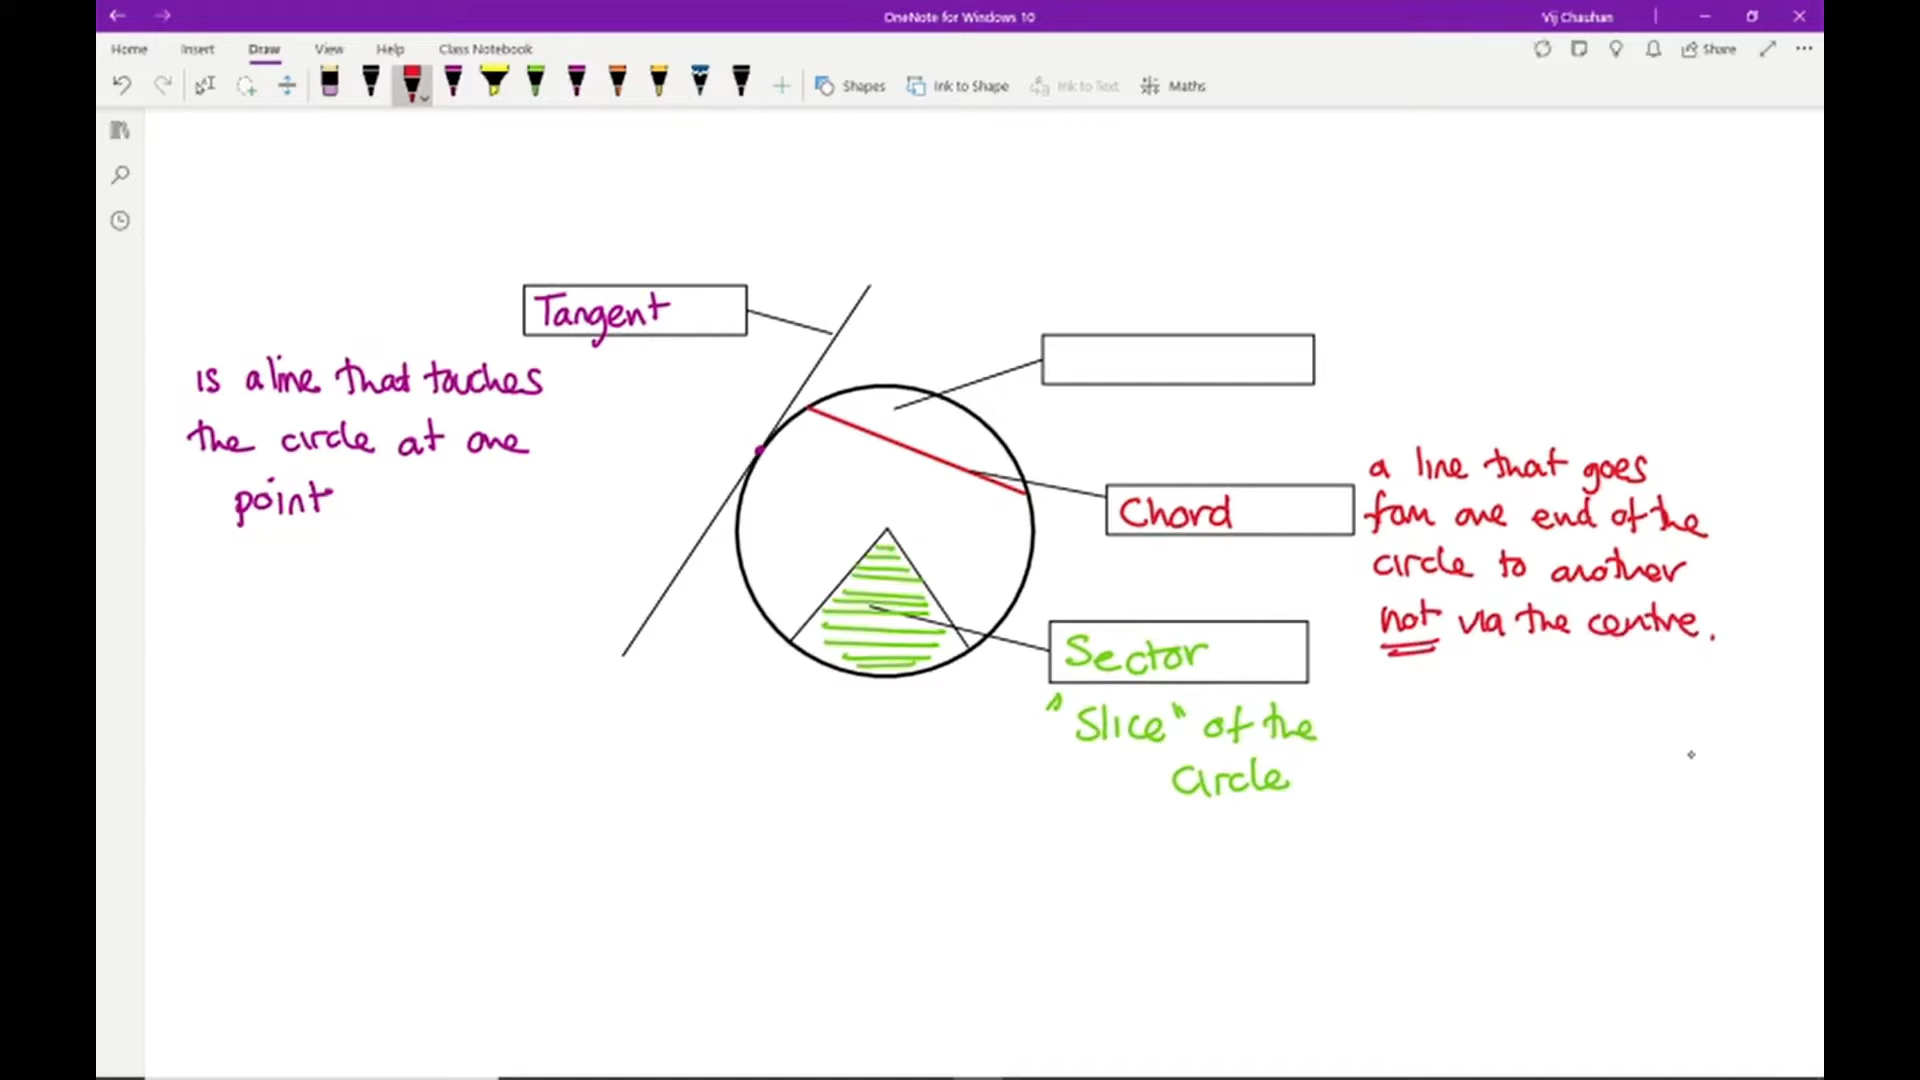 OneNote for Windows 10
Vij Chauhan
Home Insert Draw View Help Class Notebook
Share
Shapes Ink to Shape Ink to Text Maths
Tangent
is a line that touches
the circle at one
point
Chord
a line that goes
from one end of the
circle to another
not via the centre.
Sector
"Slice" of the
circle